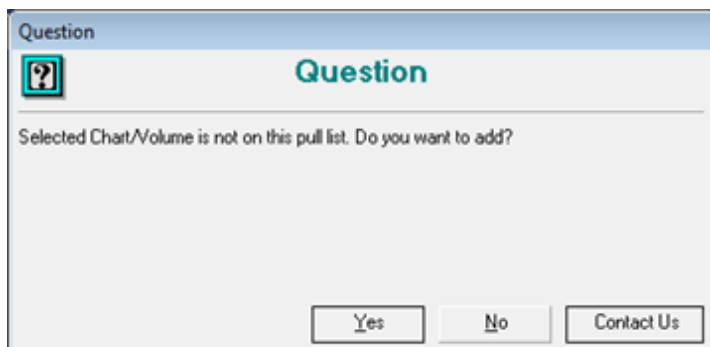 Question
Question
Selected Chart/Volume is not on this pull list. Do you want to add?
Yes No Contact Us